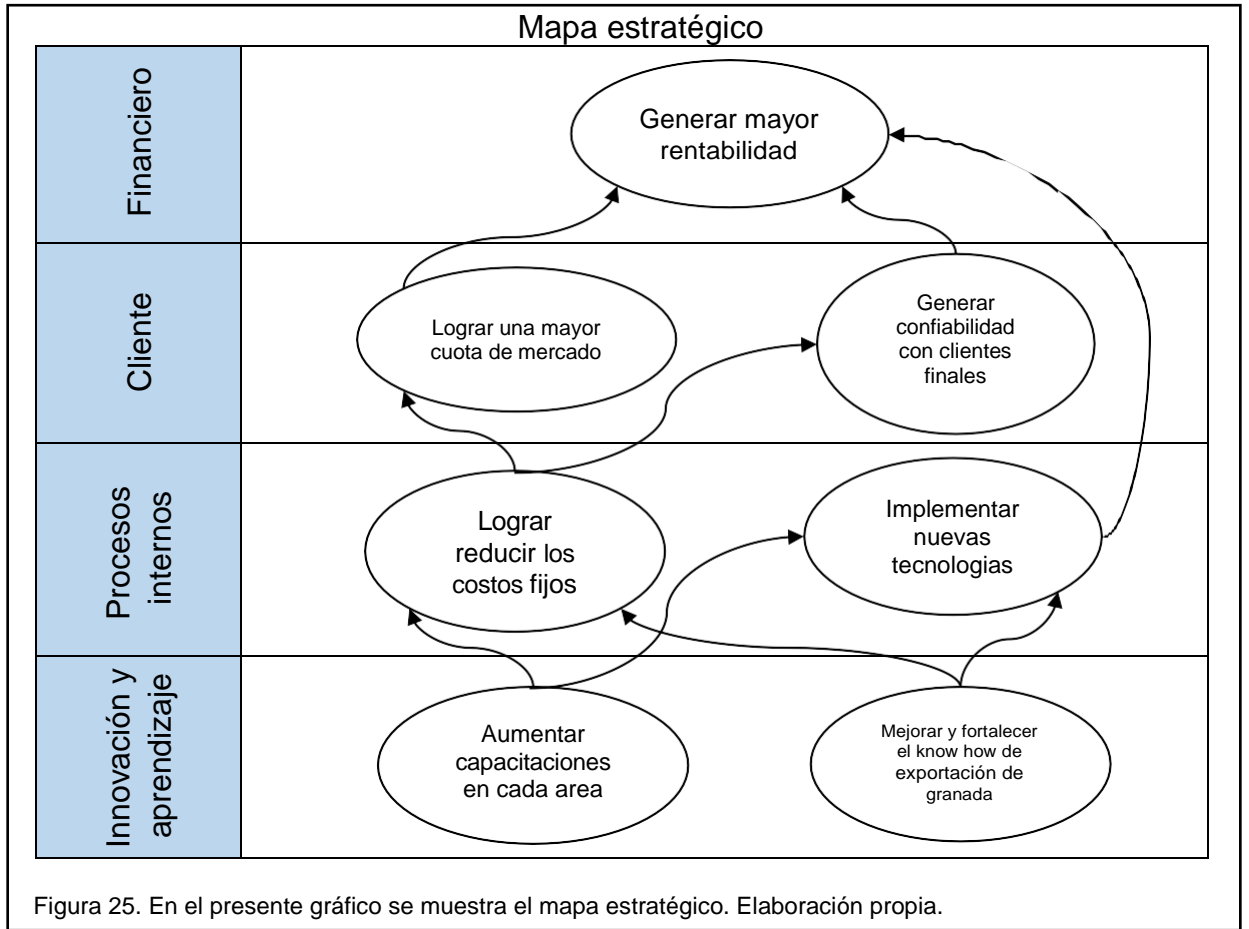 Mapa estratégico
Financiero
Generar mayor
rentabilidad
Cliente
Lograr una mayor
cuota de mercado
Generar
confiabilidad
con clientes
finales
Procesos
internos
Lograr
reducir los
costos fijos
Implementar
nuevas
tecnologias
Innovación y
aprendizaje
Aumentar
capacitaciones
en cada area
Mejorar y fortalecer
el know how de
exportación de
granada
Figura 25. En el presente gráfico se muestra el mapa estratégico. Elaboración propia.